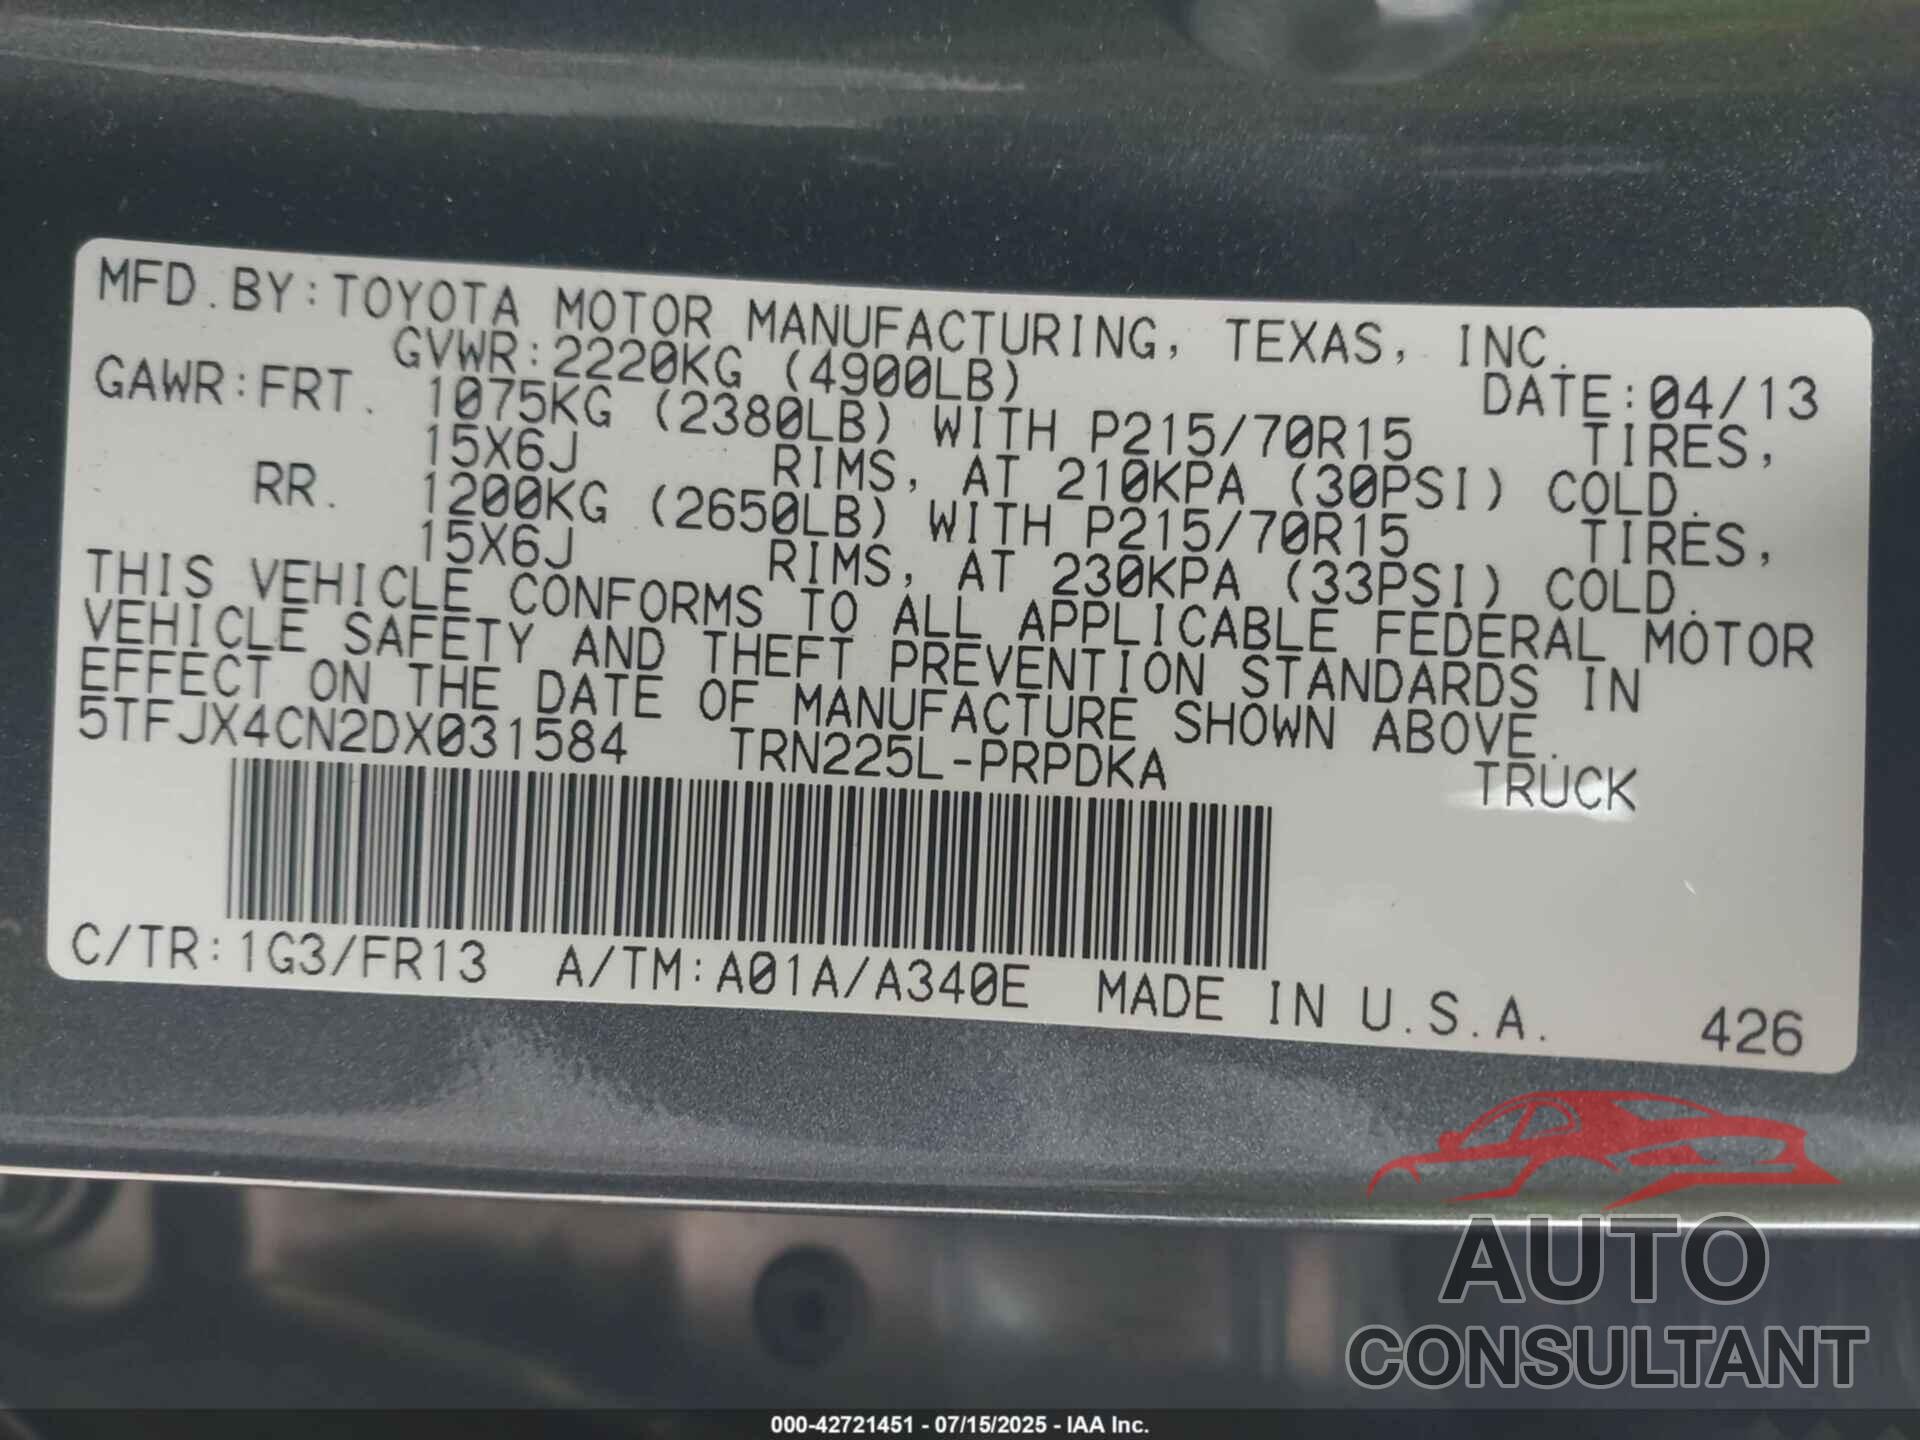 MFD.BY:TOYOTA MOTOR MANUFACTURING, TEXAS, INC.
GVWR:2220KG (4900LB) DATE:04/13
GAWR:FRT. 1075KG (2380LB) WITH P215/70R15 TIRES,
15X6J RIMS, AT 210KPA (30PSI) COLD.
RR. 1200KG (2650LB) WITH P215/70R15 TIRES,
15X6J RIMS, AT 230KPA (33PSI) COLD.
THIS VEHICLE CONFORMS TO ALL APPLICABLE FEDERAL MOTOR
VEHICLE SAFETY AND THEFT PREVENTION STANDARDS IN
EFFECT ON THE DATE OF MANUFACTURE SHOWN ABOVE.
5TFJX4CN2DX031584 TRN225L-PRPDKA TRUCK
C/TR:1G3/FR13 A/TM:A01A/A340E MADE IN U.S.A. 426
AUTO
CONSULTANT
000-42721451 - 07/15/2025 - IAA Inc.